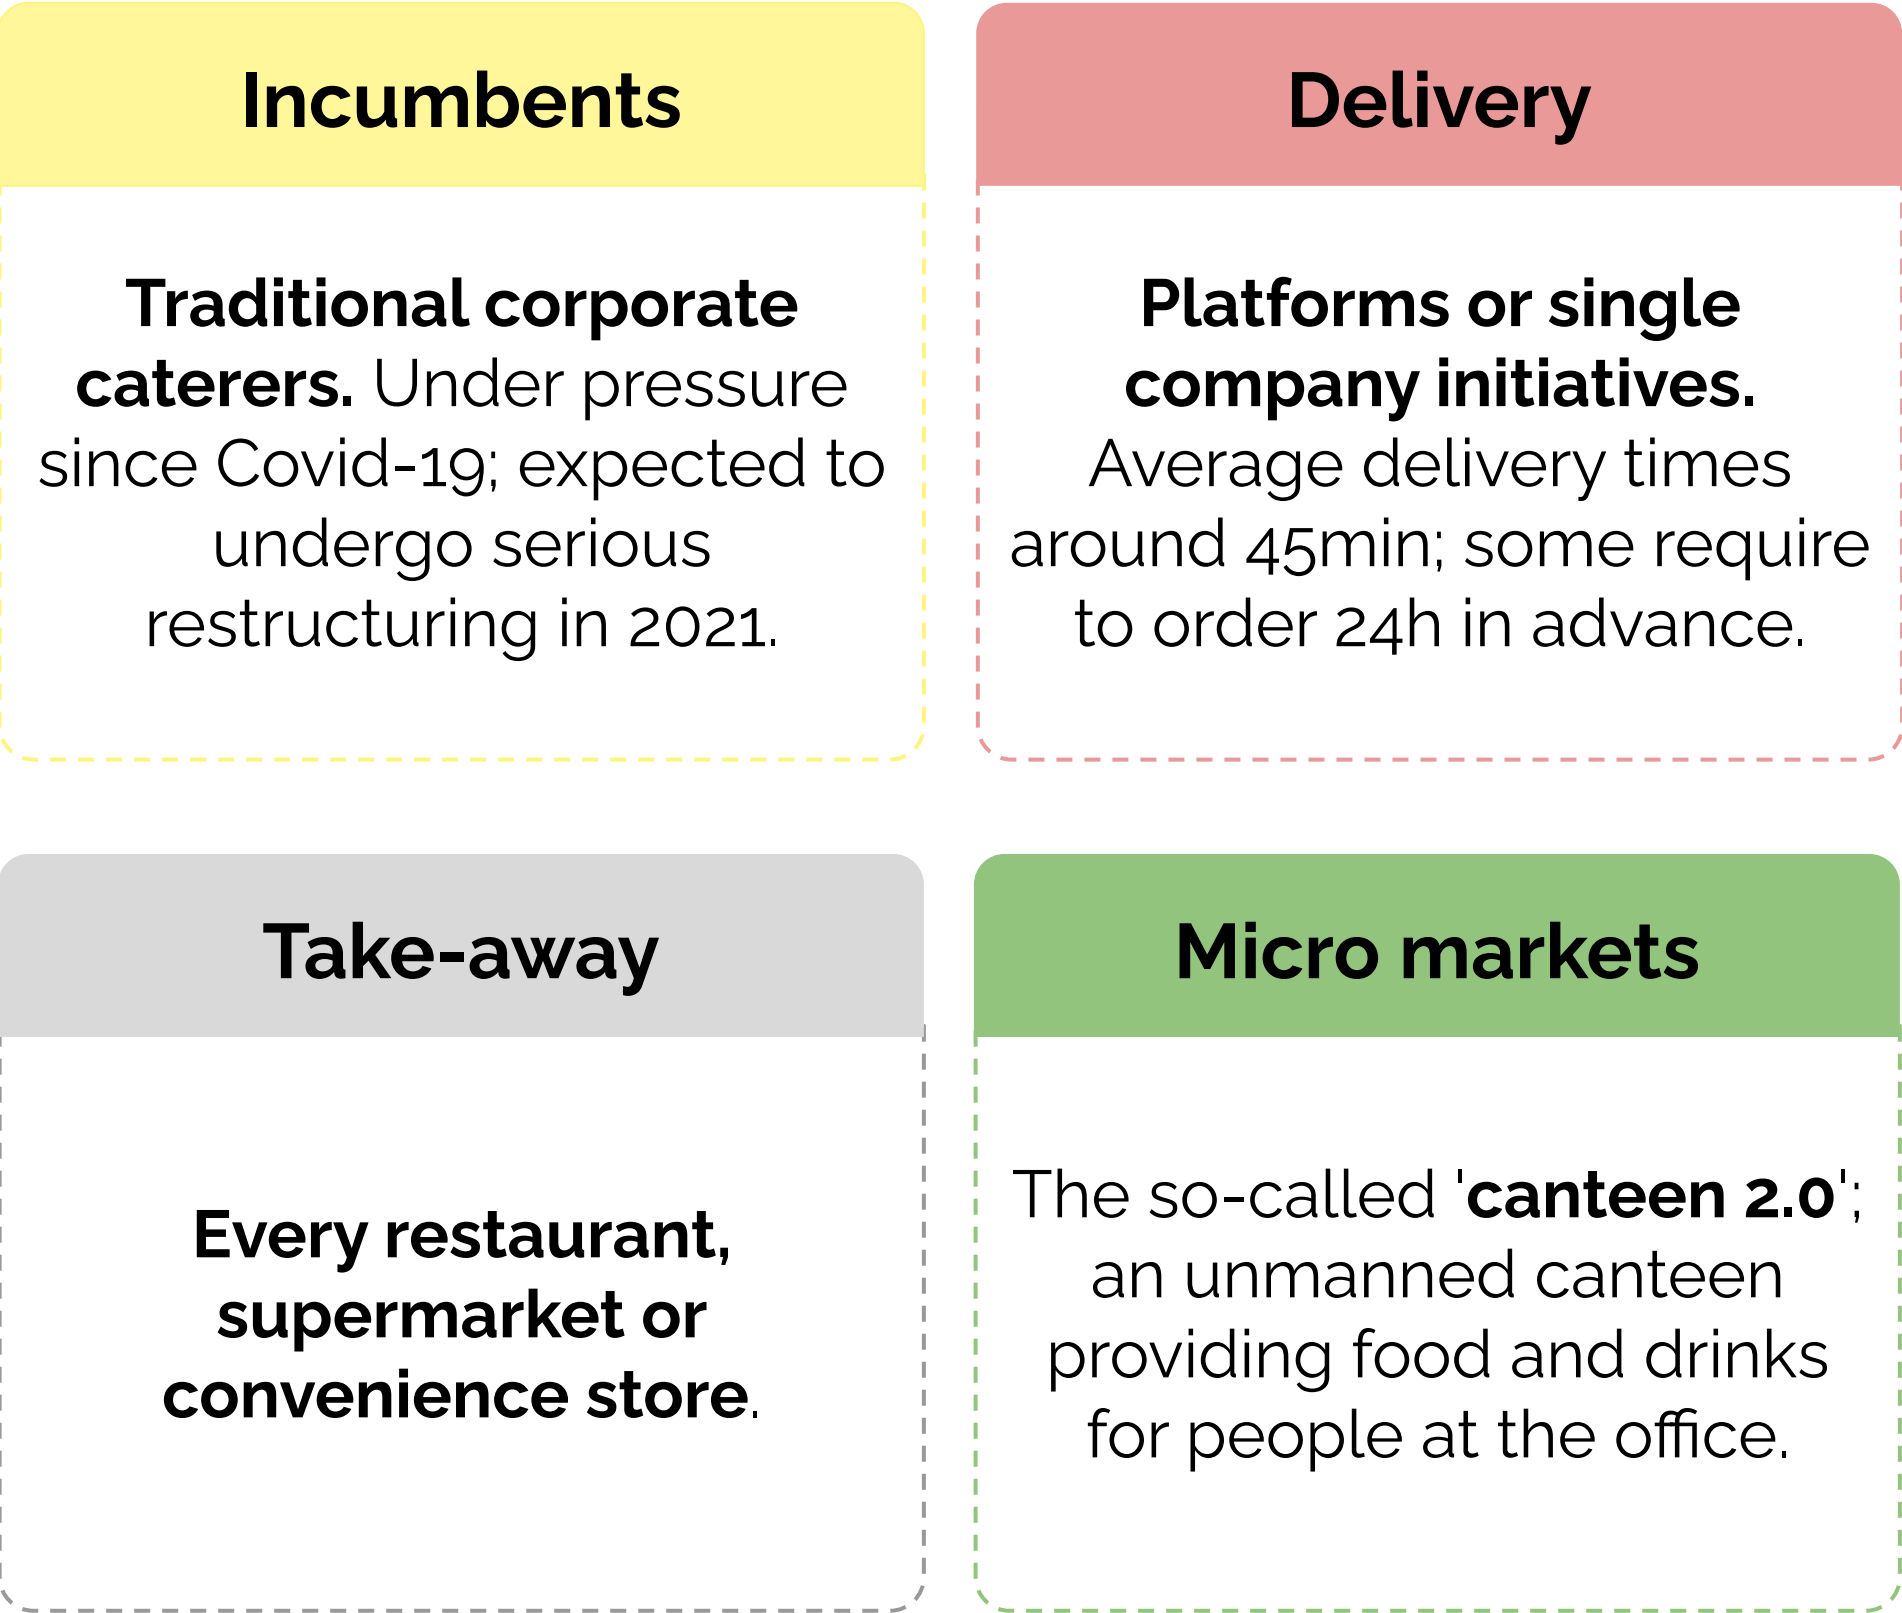 Incumbents
Traditional corporate
caterers. Under pressure
since Covid-19; expected to
undergo serious
restructuring in 2021.
Delivery
Platforms or single
company initiatives.
Average delivery times
around 45min; some require
to order 24h in advance.
Take-away
Every restaurant,
supermarket or
convenience store.
Micro markets
The so-called 'canteen 2.0';
an unmanned canteen
providing food and drinks
for people at the office.